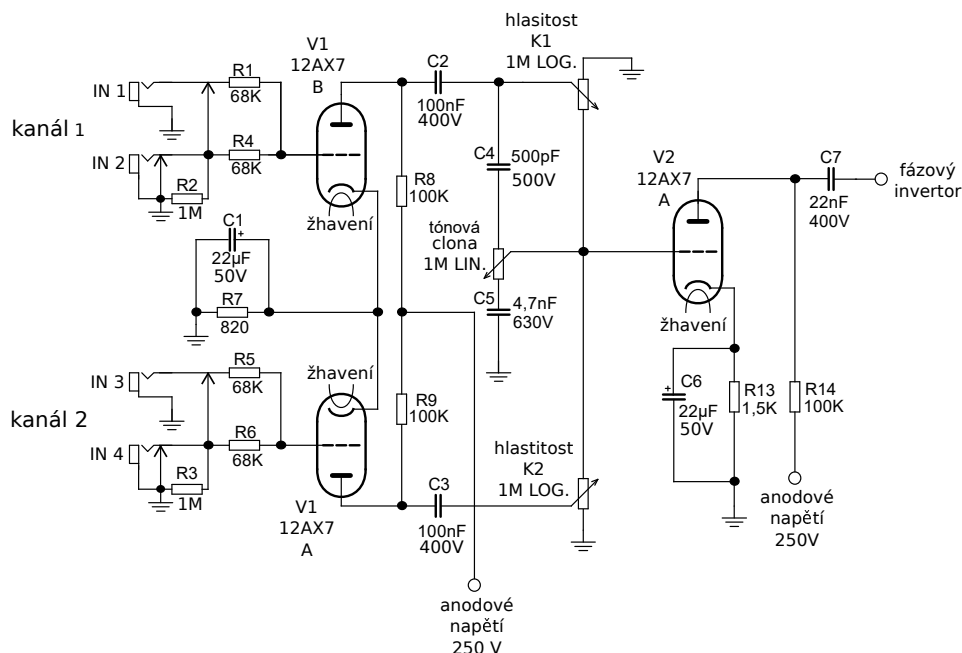 kanál 1
IN 1
R1
68K
IN 2
R4
68K
R2
1M
V1
12AX7
B
žhavení
C1
+
22µF
50V
R7
820
kanál 2
IN 3
R5
68K
IN 4
R6
68K
R3
1M
žhavení
V1
12AX7
A
C2
100nF
400V
R8
100K
R9
100K
C3
100nF
400V
hlasitost
K1
1M LOG.
C4
500pF
500V
tónová
clona
1M LIN.
C5
4,7nF
630V
hlastitost
K2
1M LOG.
anodové
napětí
250 V
V2
12AX7
A
žhavení
C7
22nF
400V
fázový
invertor
+
C6
22µF
50V
R13
1,5K
R14
100K
anodové
napětí
250V